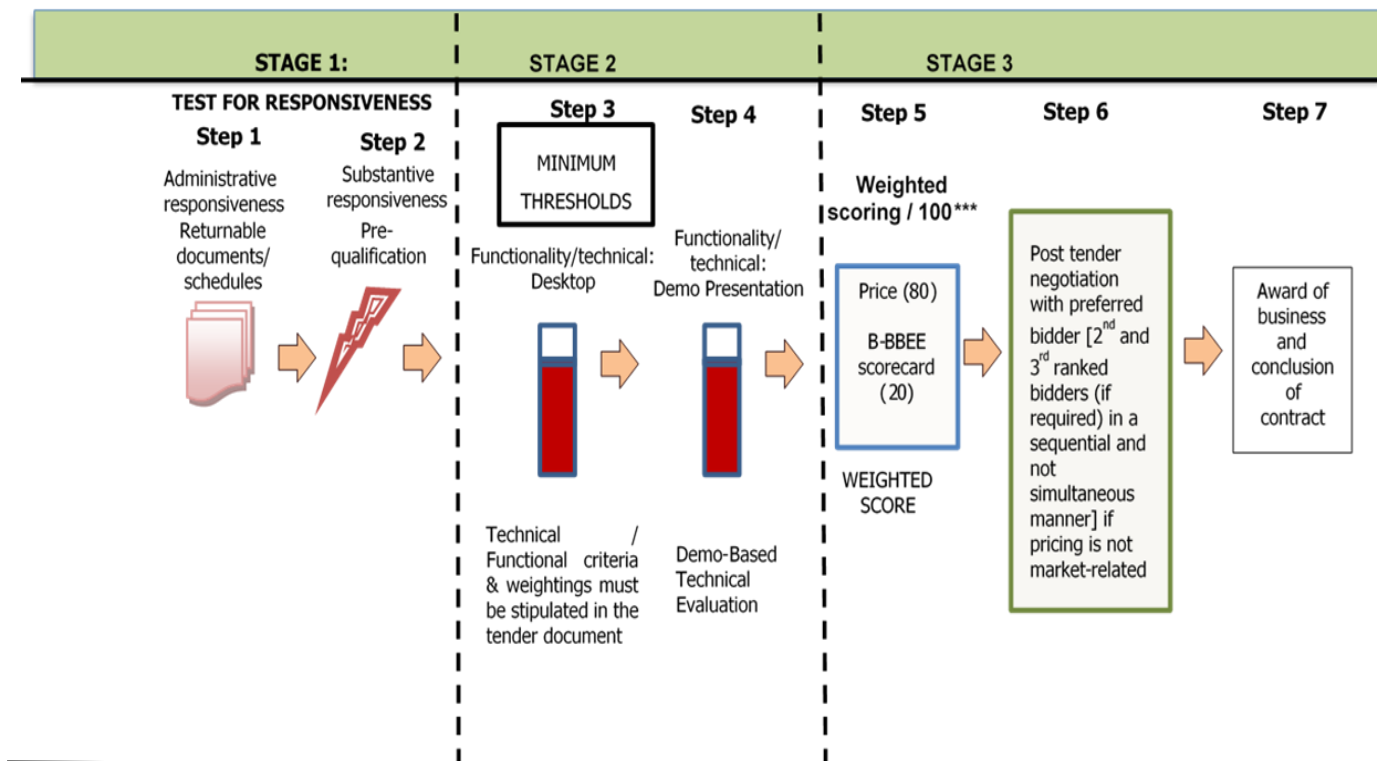 STAGE 1:
STAGE 2
STAGE 3
TEST FOR RESPONSIVENESS
Step 1
Administrative
responsiveness
Returnable
documents/
schedules
Step 2
Substantive
responsiveness
Pre-
qualification
Step 3
MINIMUM
THRESHOLDS
Functionality/technical:
Desktop
Technical /
Functional criteria
& weightings must
be stipulated in the
tender document
Step 4
Functionality/
technical:
Demo Presentation
Demo-Based
Technical
Evaluation
Step 5
Weighted
scoring / 100***
Price (80)
B-BBEE
scorecard
(20)
WEIGHTED
SCORE
Step 6
Post tender
negotiation
with preferred
bidder [2nd and
3rd ranked
bidders (if
required) in a
sequential and
not
simultaneous
manner] if
pricing is not
market-related
Step 7
Award of
business
and
conclusion
of
contract